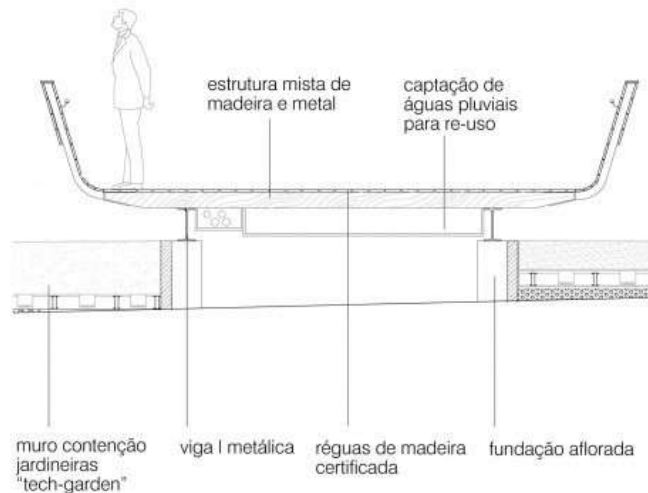 estrutura mista de
madeira e metal
captação de
águas pluviais
para re-uso
muro contenção
jardineiras
“tech-garden”
viga I metálica
réguas de madeira
certificada
fundação aflorada